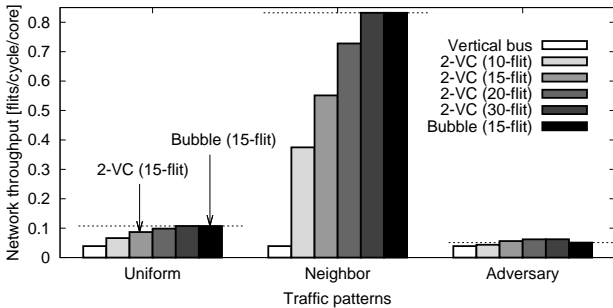 Network throughput [flits/cycle/core]
0.8
0.7
0.6
0.5
0.4
0.3
0.2
0.1
0
Vertical bus
2-VC (10-flit)
2-VC (15-flit)
2-VC (20-flit)
2-VC (30-flit)
Bubble (15-flit)
Bubble (15-flit)
2-VC (15-flit)
Uniform
Neighbor
Adversary
Traffic patterns